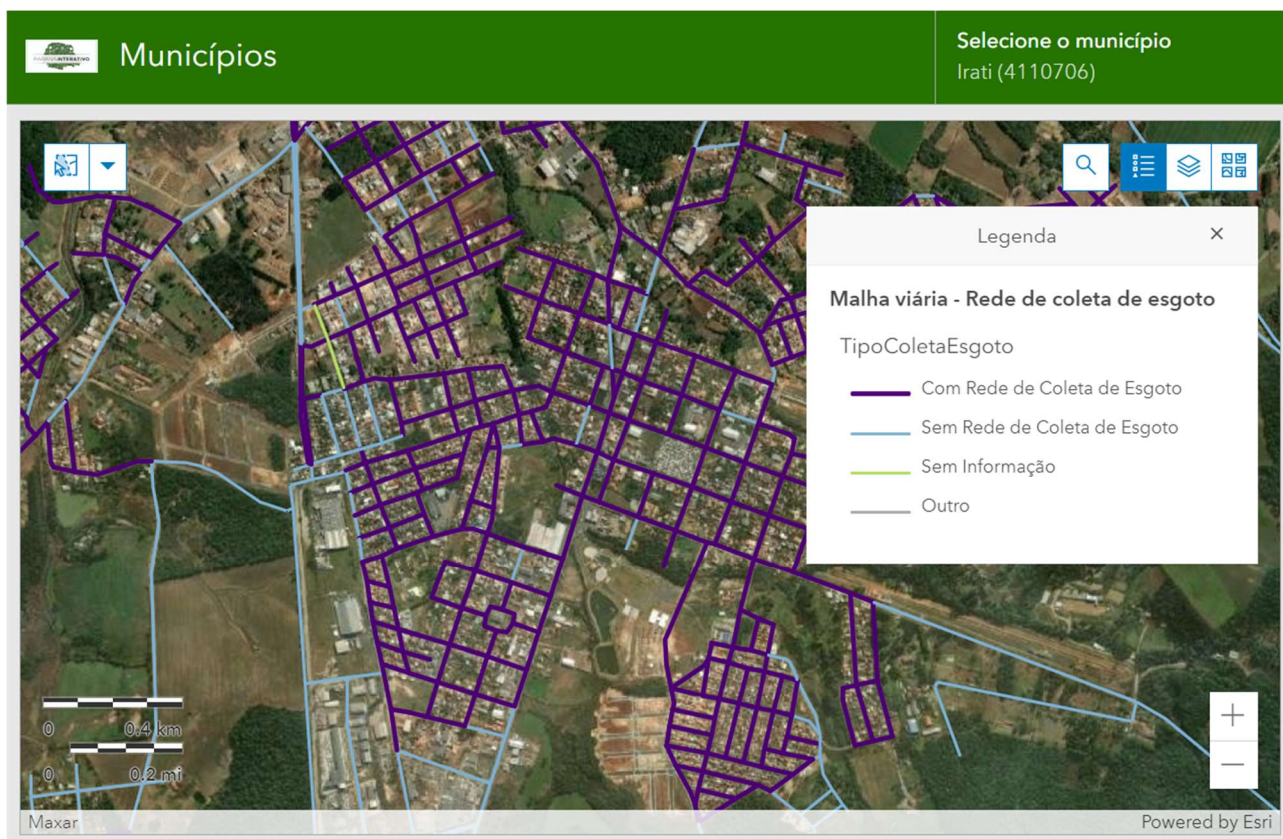 Municípios
Selecione o município
Irati (4110706)
Legenda
×
Malha viária - Rede de coleta de esgoto
TipoColetaEsgoto
Com Rede de Coleta de Esgoto
Sem Rede de Coleta de Esgoto
Sem Informação
Outro
0 0.4 km
0 0.2 mi
Maxar
Powered by Esri